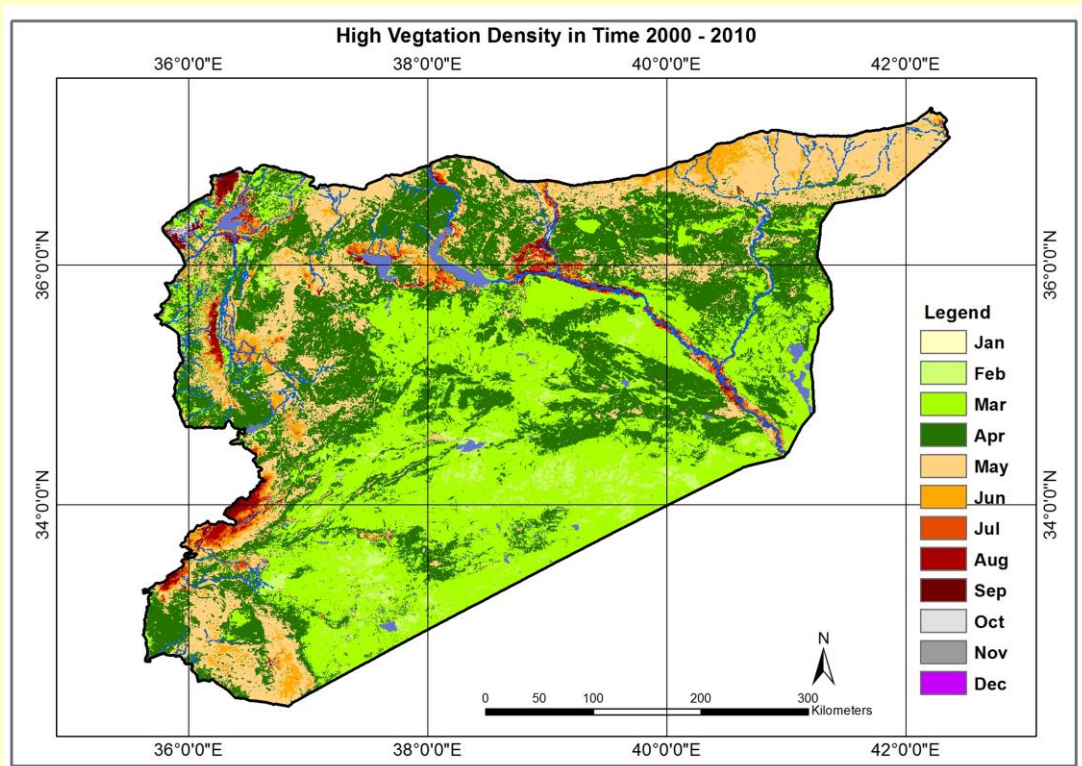 High Vegtation Density in Time 2000 - 2010
36°0'0"E 38°0'0"E 40°0'0"E 42°0'0"E
36°0'0"N 36°0'0"N
34°0'0"N 34°0'0"N
Legend
Jan
Feb
Mar
Apr
May
Jun
Jul
Aug
Sep
Oct
Nov
Dec
N
0 50 100 200 300
Kilometers
36°0'0"E 38°0'0"E 40°0'0"E 42°0'0"E